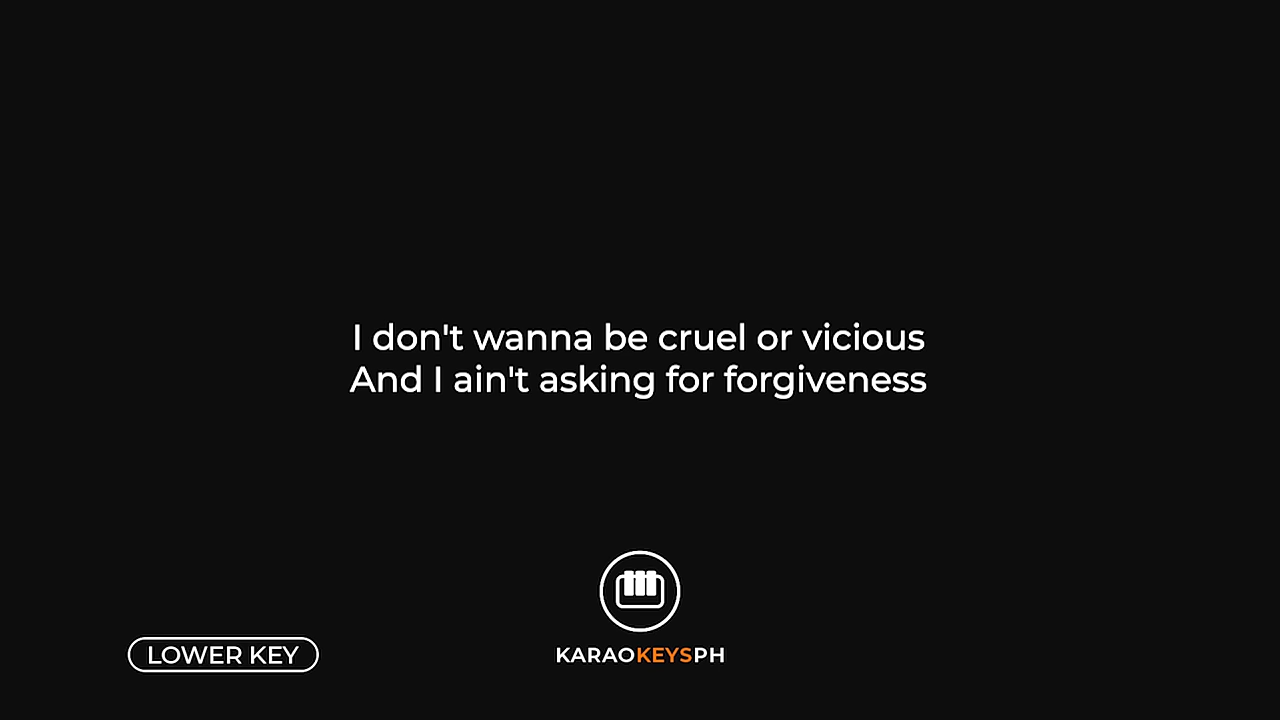 I don't wanna be cruel or vicious
And I ain't asking for forgiveness
LOWER KEY
KARAOKEYSPH